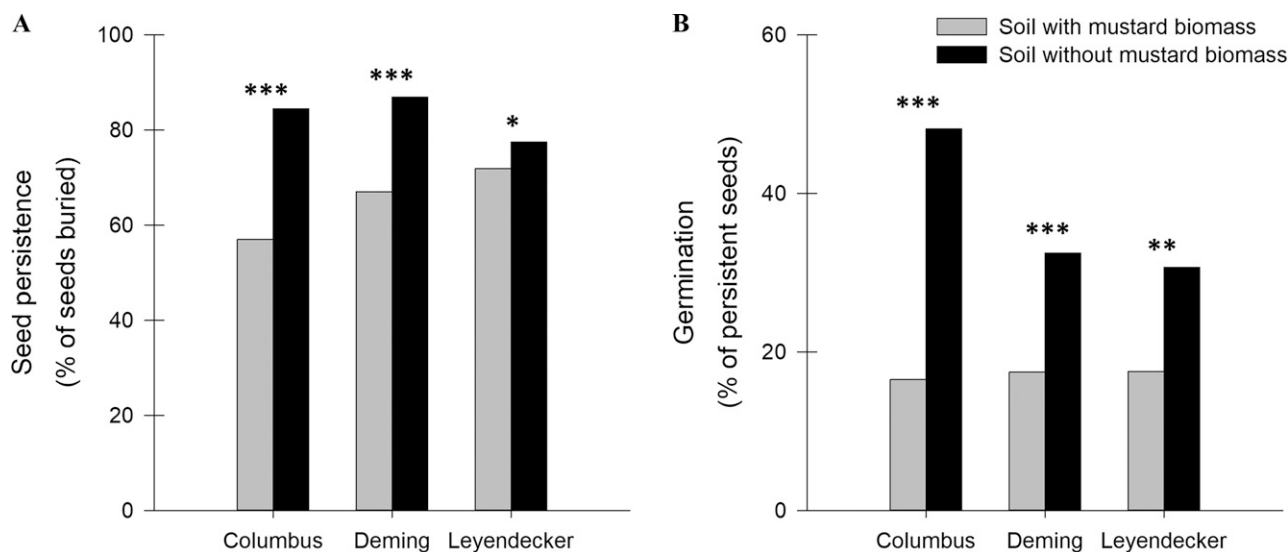 A
Seed persistence
(% of seeds buried)
100
80
60
40
20
0
***
***
*
Columbus Deming Leyendecker
B
Soil with mustard biomass
Soil without mustard biomass
Germination
(% of persistent seeds)
60
40
20
0
***
***
**
Columbus Deming Leyendecker